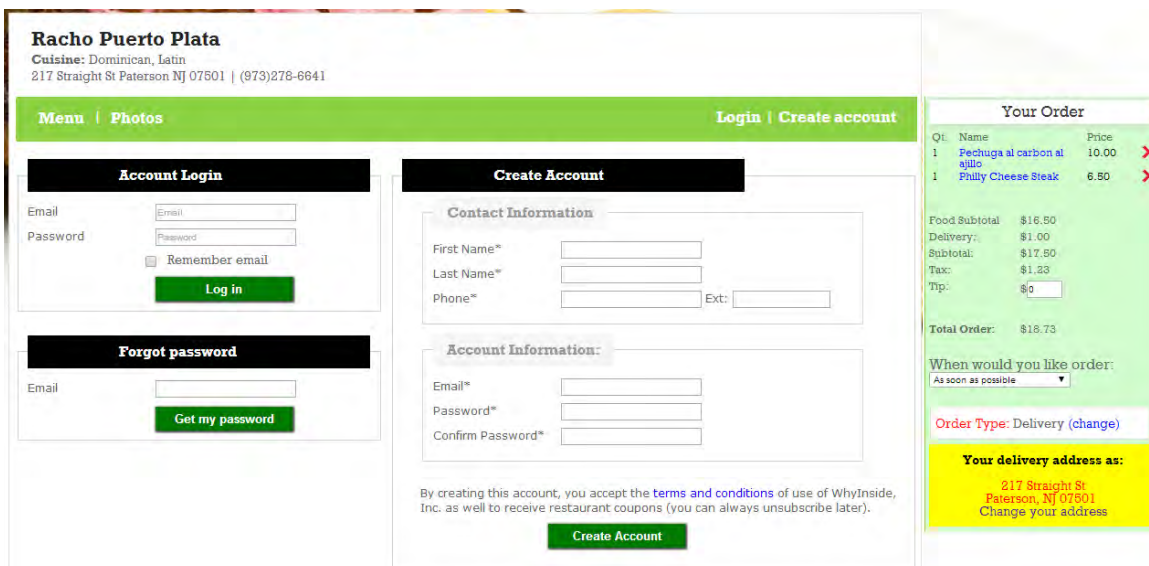 Racho Puerto Plata
Cuisine: Dominican, Latin
217 Straight St Paterson NJ 07501 | (973)278-6641
Menu | Photos
Login | Create account
Account Login
Email
Email
Password
Password
Remember email
Log in
Forgot password
Email
Get my password
Create Account
Contact Information
First Name*
Last Name*
Phone*
Ext:
Account Information:
Email*
Password*
Confirm Password*
By creating this account, you accept the terms and conditions of use of WhyInside,
Inc. as well to receive restaurant coupons (you can always unsubscribe later).
Create Account
Your Order
Qt. Name Price
1 Pechuga al carbon al 10.00
ajillo
1 Philly Cheese Steak 6.50
Food Subtotal $16.50
Delivery: $1.00
Subtotal: $17.50
Tax: $1.23
Tip: $0
Total Order: $18.73
When would you like order:
As soon as possible
Order Type: Delivery (change)
Your delivery address as:
217 Straight St
Paterson, NJ 07501
Change your address